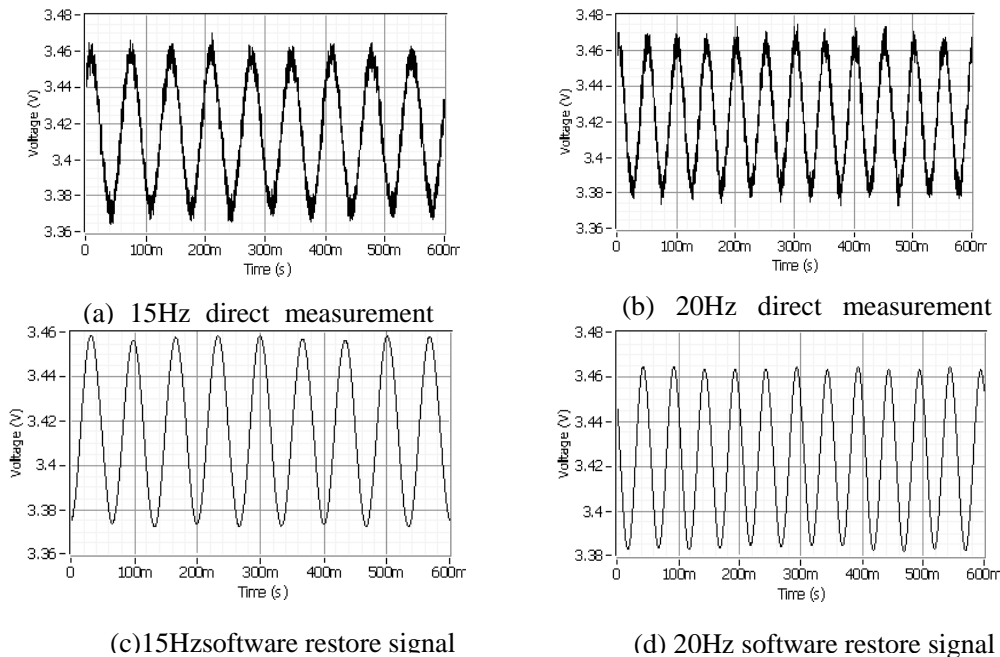 3.48
3.46
3.44
3.42
3.4
3.38
3.36
Voltage (V)
0 100m 200m 300m 400m 500m 600m
Time (s)
(a) 15Hz direct measurement
3.48
3.46
3.44
3.42
3.4
3.38
3.36
Voltage (V)
0 100m 200m 300m 400m 500m 600m
Time (s)
(b) 20Hz direct measurement
3.46
3.44
3.42
3.4
3.38
3.36
Voltage (V)
0 100m 200m 300m 400m 500m 600m
Time (s)
(c)15Hzsoftware restore signal
3.48
3.46
3.44
3.42
3.4
3.38
Voltage (V)
0 100m 200m 300m 400m 500m 600m
Time (s)
(d) 20Hz software restore signal